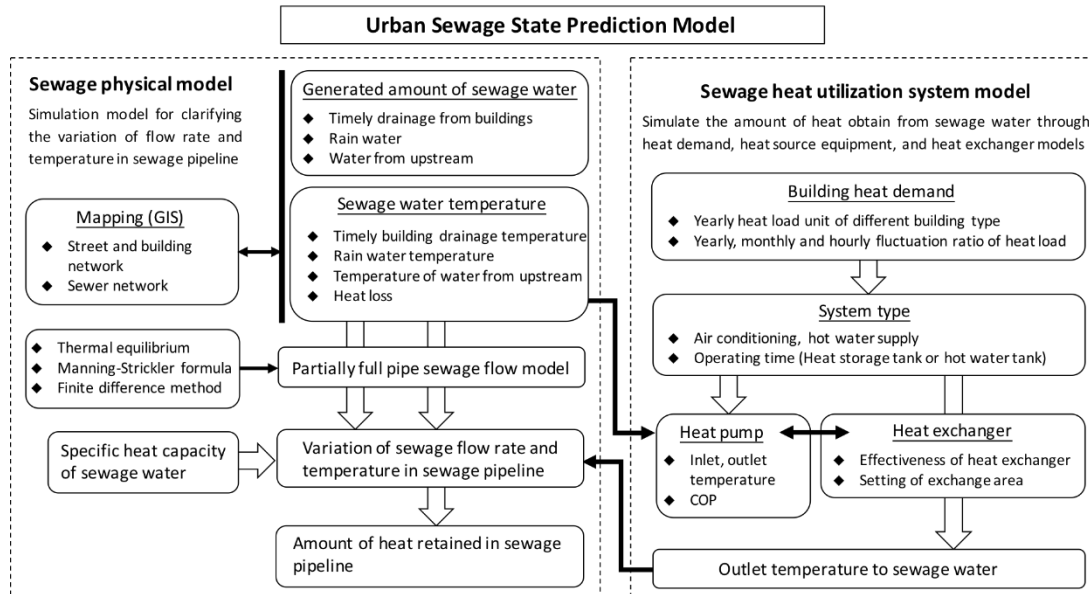 Urban Sewage State Prediction Model
Sewage physical model
Simulation model for clarifying
the variation of flow rate and
temperature in sewage pipeline
Generated amount of sewage water
◆ Timely drainage from buildings
◆ Rain water
◆ Water from upstream
Mapping (GIS)
◆ Street and building
network
◆ Sewer network
Sewage water temperature
◆ Timely building drainage temperature
◆ Rain water temperature
◆ Temperature of water from upstream
◆ Heat loss
◆ Thermal equilibrium
◆ Manning-Strickler formula
◆ Finite difference method
Partially full pipe sewage flow model
Specific heat capacity
of sewage water
Variation of sewage flow rate and
temperature in sewage pipeline
Amount of heat retained in sewage
pipeline
Sewage heat utilization system model
Simulate the amount of heat obtain from sewage water through
heat demand, heat source equipment, and heat exchanger models
Building heat demand
◆ Yearly heat load unit of different building type
◆ Yearly, monthly and hourly fluctuation ratio of heat load
System type
◆ Air conditioning, hot water supply
◆ Operating time (Heat storage tank or hot water tank)
Heat pump
◆ Inlet, outlet
temperature
◆ COP
Heat exchanger
◆ Effectiveness of heat exchanger
◆ Setting of exchange area
Outlet temperature to sewage water